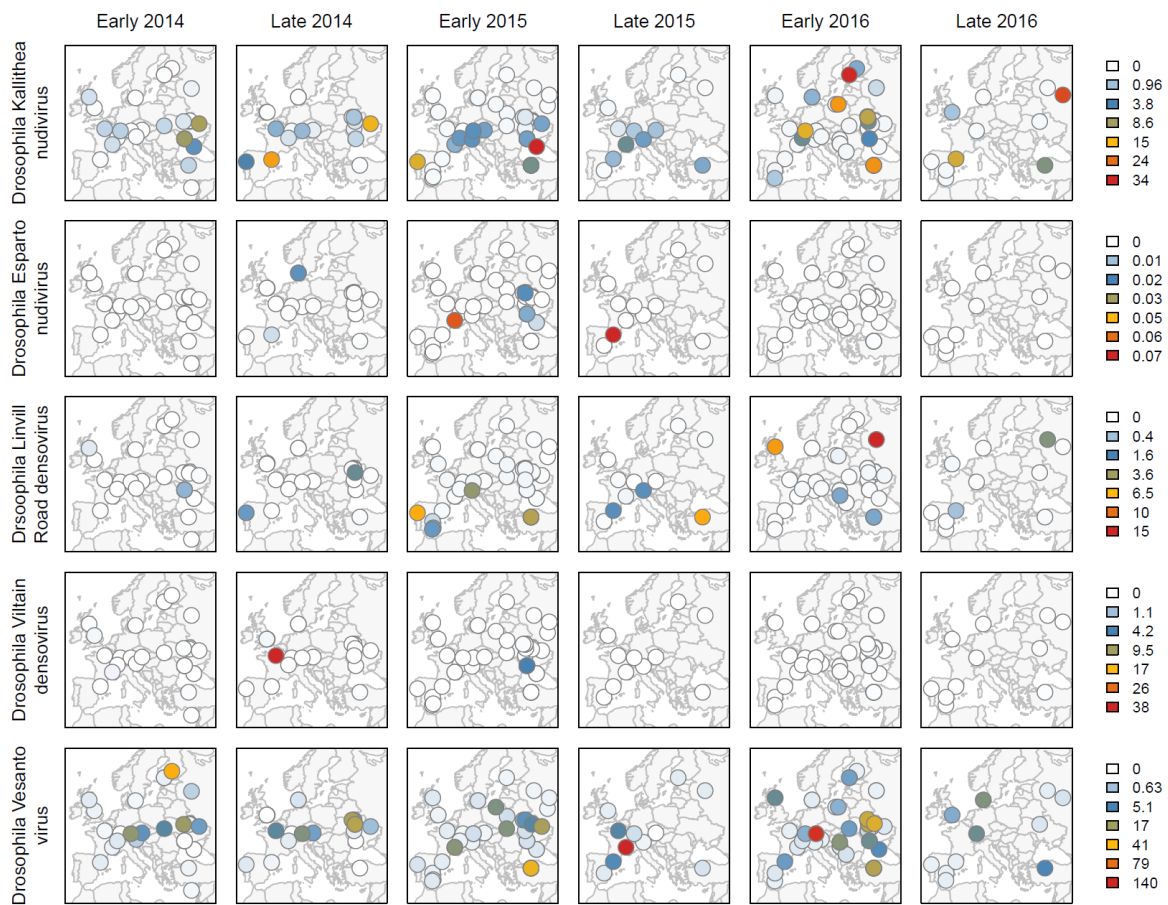 Early 2014
Late 2014
Early 2015
Late 2015
Early 2016
Late 2016
Drosophila Kallithea
nudivirus
0
0.96
3.8
8.6
15
24
34
Drosophila Esparto
nudivirus
0
0.01
0.02
0.03
0.05
0.06
0.07
Drsoophila Linvill
Road densovirus
0
0.4
1.6
3.6
6.5
10
15
Drosophila Viltain
densovirus
0
1.1
4.2
9.5
17
26
38
Drosophila Vesanto
virus
0
0.63
5.1
17
41
79
140